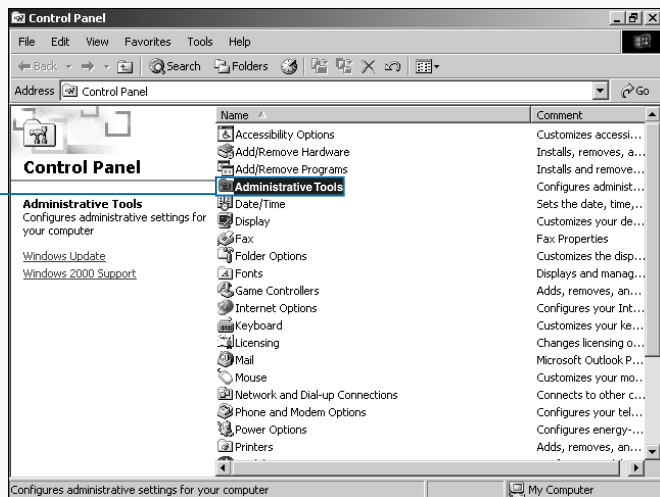 Control Panel
File Edit View Favorites Tools Help
Back Search Folders
Address Control Panel Go
Control Panel
Administrative Tools
Configures administrative settings for
your computer
Windows Update
Windows 2000 Support
Name Comment
Accessibility Options Customizes accessi...
Add/Remove Hardware Installs, removes, a...
Add/Remove Programs Installs and remove...
Administrative Tools Configures administ...
Date/Time Sets the date, time,...
Display Customizes your de...
Fax Fax Properties
Folder Options Customizes the disp...
Fonts Displays and manag...
Game Controllers Adds, removes, an...
Internet Options Configures your Int...
Keyboard Customizes your ke...
Licensing Changes licensing o...
Mail Microsoft Outlook P...
Mouse Customizes your mo...
Network and Dial-up Connections Connects to other c...
Phone and Modem Options Configures your tel...
Power Options Configures energy-...
Printers Adds, removes, an...
Configures administrative settings for your computer My Computer